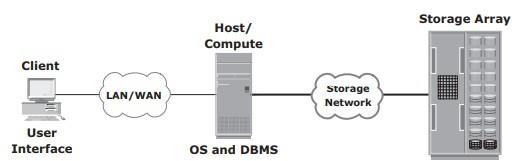 Client
User
Interface
LAN/WAN
Host/
Compute
OS and DBMS
Storage
Network
Storage Array